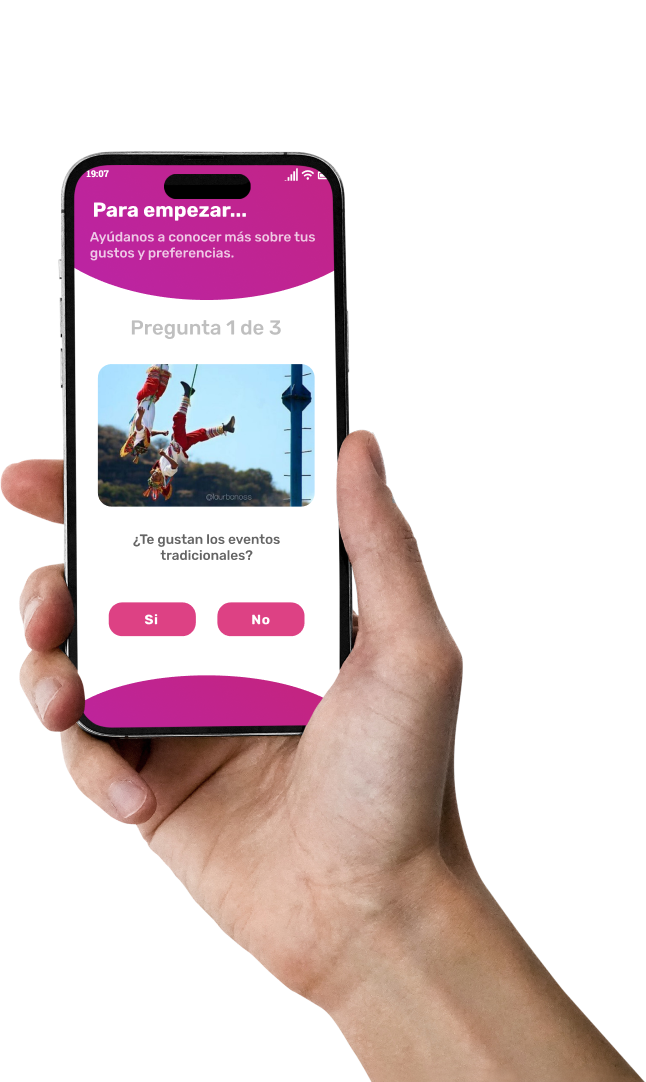 19:07
Para empezar...
Ayúdanos a conocer más sobre tus
gustos y preferencias.
Pregunta 1 de 3
@laurbanoss
¿Te gustan los eventos
tradicionales?
Si
No